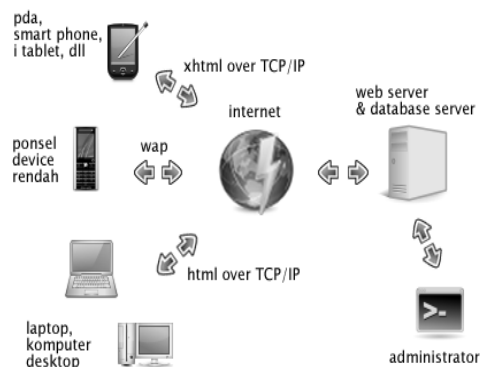 pda,
smart phone,
i tablet, dll
xhtml over TCP/IP
internet
web server
& database server
ponsel
device
rendah
wap
html over TCP/IP
laptop,
komputer
desktop
>-
administrator